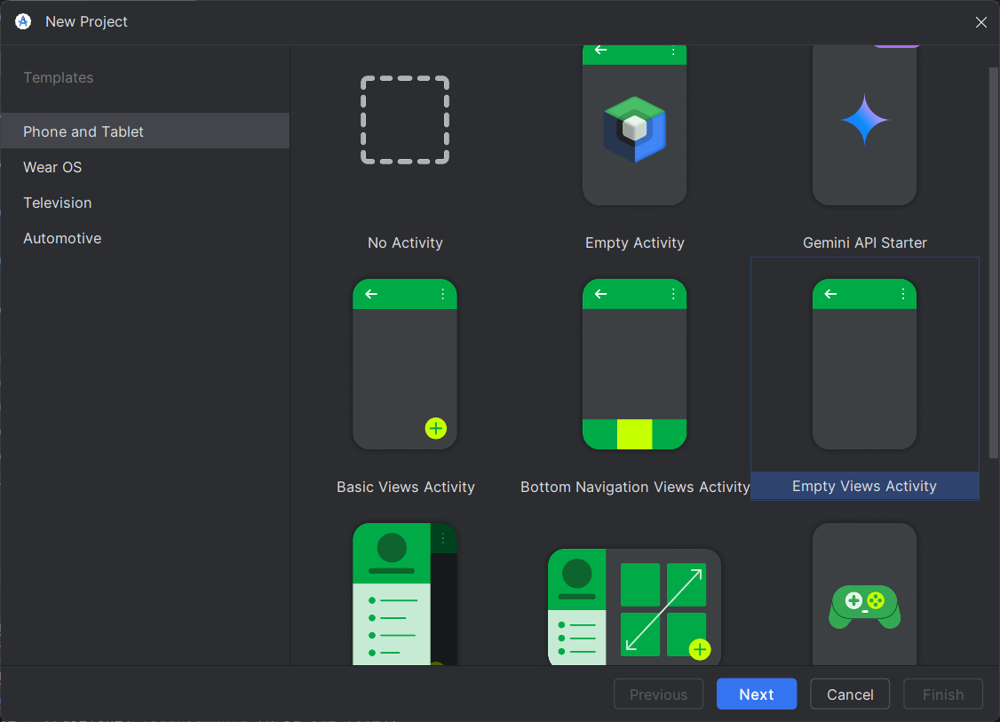 New Project
Templates
Phone and Tablet
Wear OS
Television
Automotive
No Activity
Empty Activity
Gemini API Starter
Basic Views Activity
Bottom Navigation Views Activity
Empty Views Activity
Previous
Next
Cancel
Finish